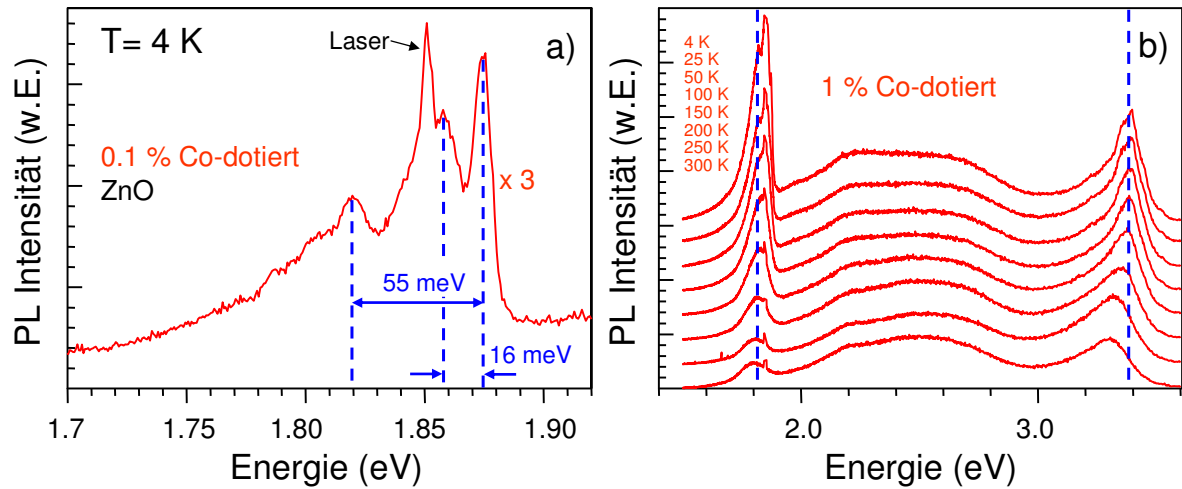 T= 4 K
Laser
a)
0.1 % Co-dotiert
ZnO
x 3
55 meV
16 meV
PL Intensität (w.E.)
1.7
1.75
1.80
1.85
1.90
Energie (eV)
b)
4 K
25 K
50 K
100 K
150 K
200 K
250 K
300 K
1 % Co-dotiert
PL Intensität (w.E.)
2.0
3.0
Energie (eV)